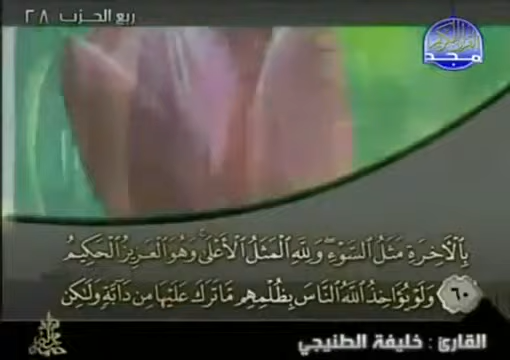 ربع الحزب ٢٨
مجد
بِالْآخِرَةِ مَثَلُ السَّوْءِ ۖ وَلِلَّهِ الْمَثَلُ الْأَعْلَىٰ ۚ وَهُوَ الْعَزِيزُ الْحَكِيمُ
٦٠ وَلَوْ يُؤَاخِذُ اللَّهُ النَّاسَ بِظُلْمِهِم مَّا تَرَكَ عَلَيْهَا مِن دَآبَّةٍ وَلَٰكِن
القارئ : خليفة الطنيجي